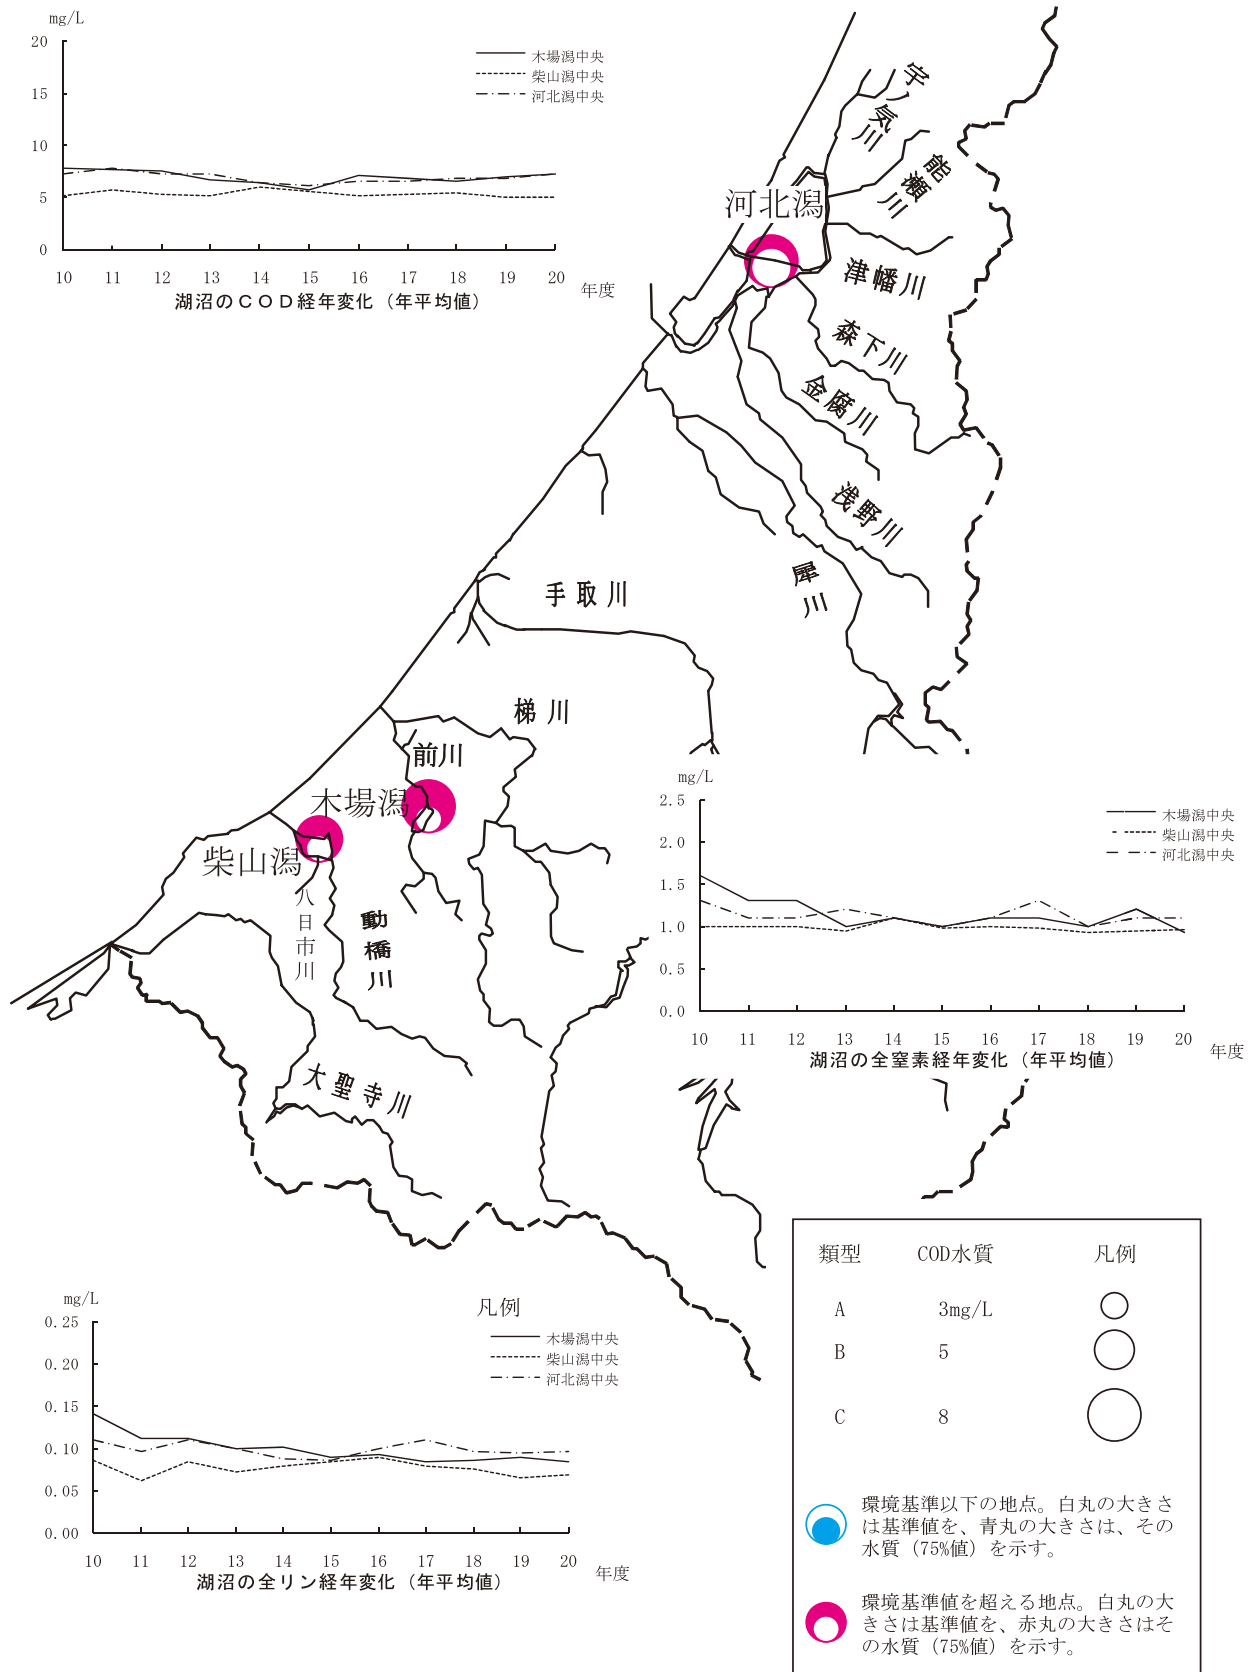 mg/L
20
15
10
5
0
木場潟中央
柴山潟中央
河北潟中央
10 11 12 13 14 15 16 17 18 19 20
年度
湖沼のＣＯＤ経年変化（年平均値）
宇ノ気川
能瀬川
河北潟
津幡川
森下川
金腐川
浅野川
犀川
手取川
梯川
前川
木場潟
柴山潟
八日市川
動橋川
大聖寺川
mg/L
2.5
2.0
1.5
1.0
0.5
0.0
木場潟中央
柴山潟中央
河北潟中央
10 11 12 13 14 15 16 17 18 19 20
年度
湖沼の全窒素経年変化（年平均値）
mg/L
0.25
0.20
0.15
0.10
0.05
0.00
凡例
木場潟中央
柴山潟中央
河北潟中央
10 11 12 13 14 15 16 17 18 19 20
年度
湖沼の全リン経年変化（年平均値）
類型 COD水質 凡例
A 3mg/L
B 5
C 8
環境基準以下の地点。白丸の大きさ
は基準値を、青丸の大きさは、その
水質（75%値）を示す。
環境基準値を超える地点。白丸の大
きさは基準値を、赤丸の大きさはそ
の水質（75%値）を示す。